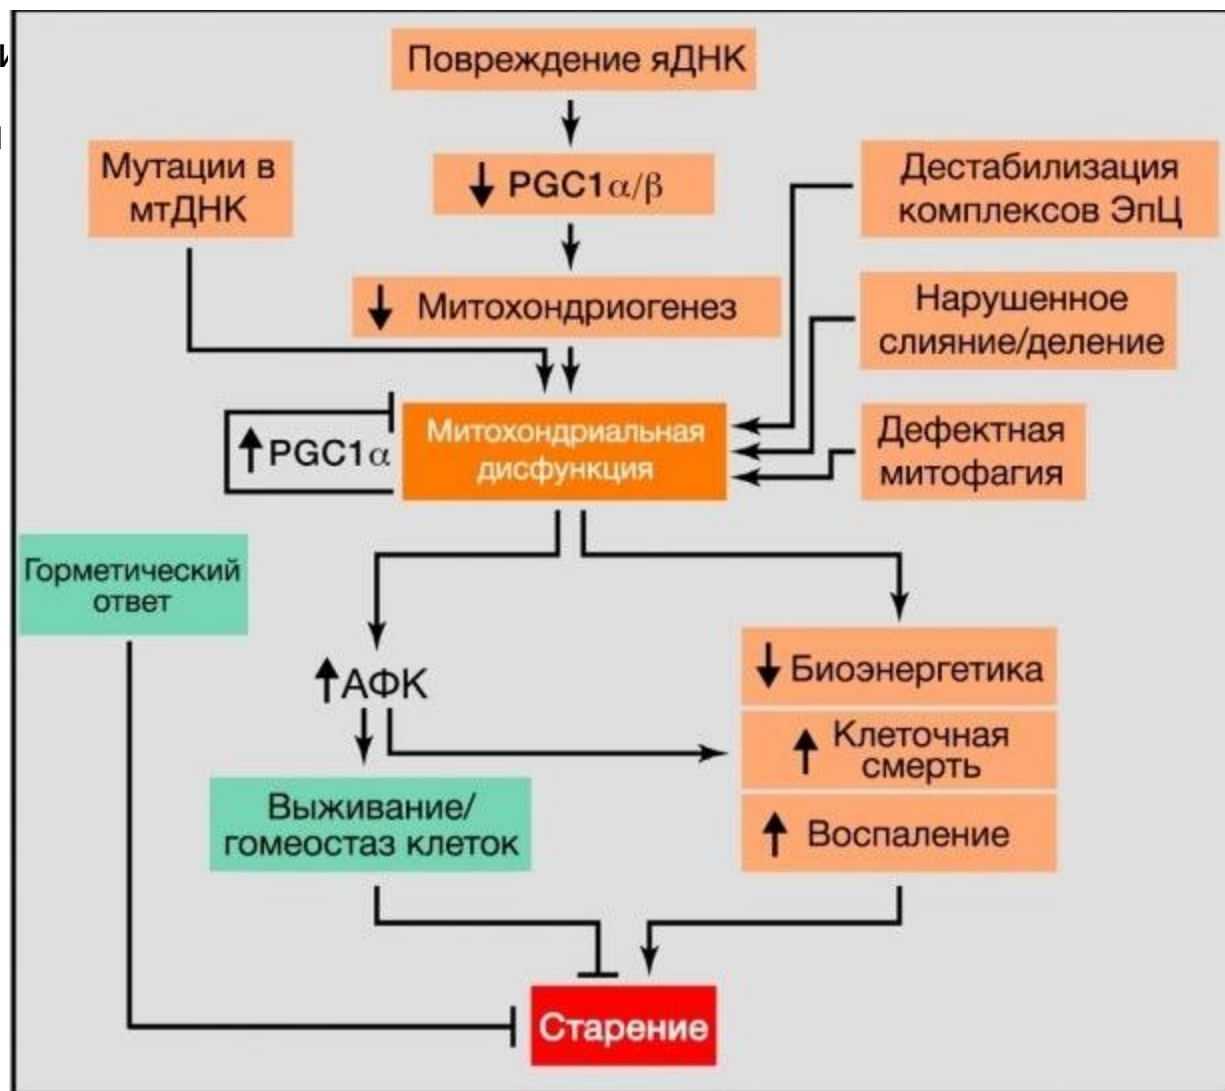 Повреждение яДНК
Мутации в
мтДНК
↓ PGC1α/β
Дестабилизация
комплексов ЭпЦ
↓ Митохондриогенез
Нарушенное
слияние/деление
↑ PGC1α
Митохондриальная
дисфункция
Дефектная
митофагия
Горметический
ответ
↑ АФК
↓ Биоэнергетика
↑ Клеточная
смерть
Выживание/
гомеостаз клеток
↑ Воспаление
Старение